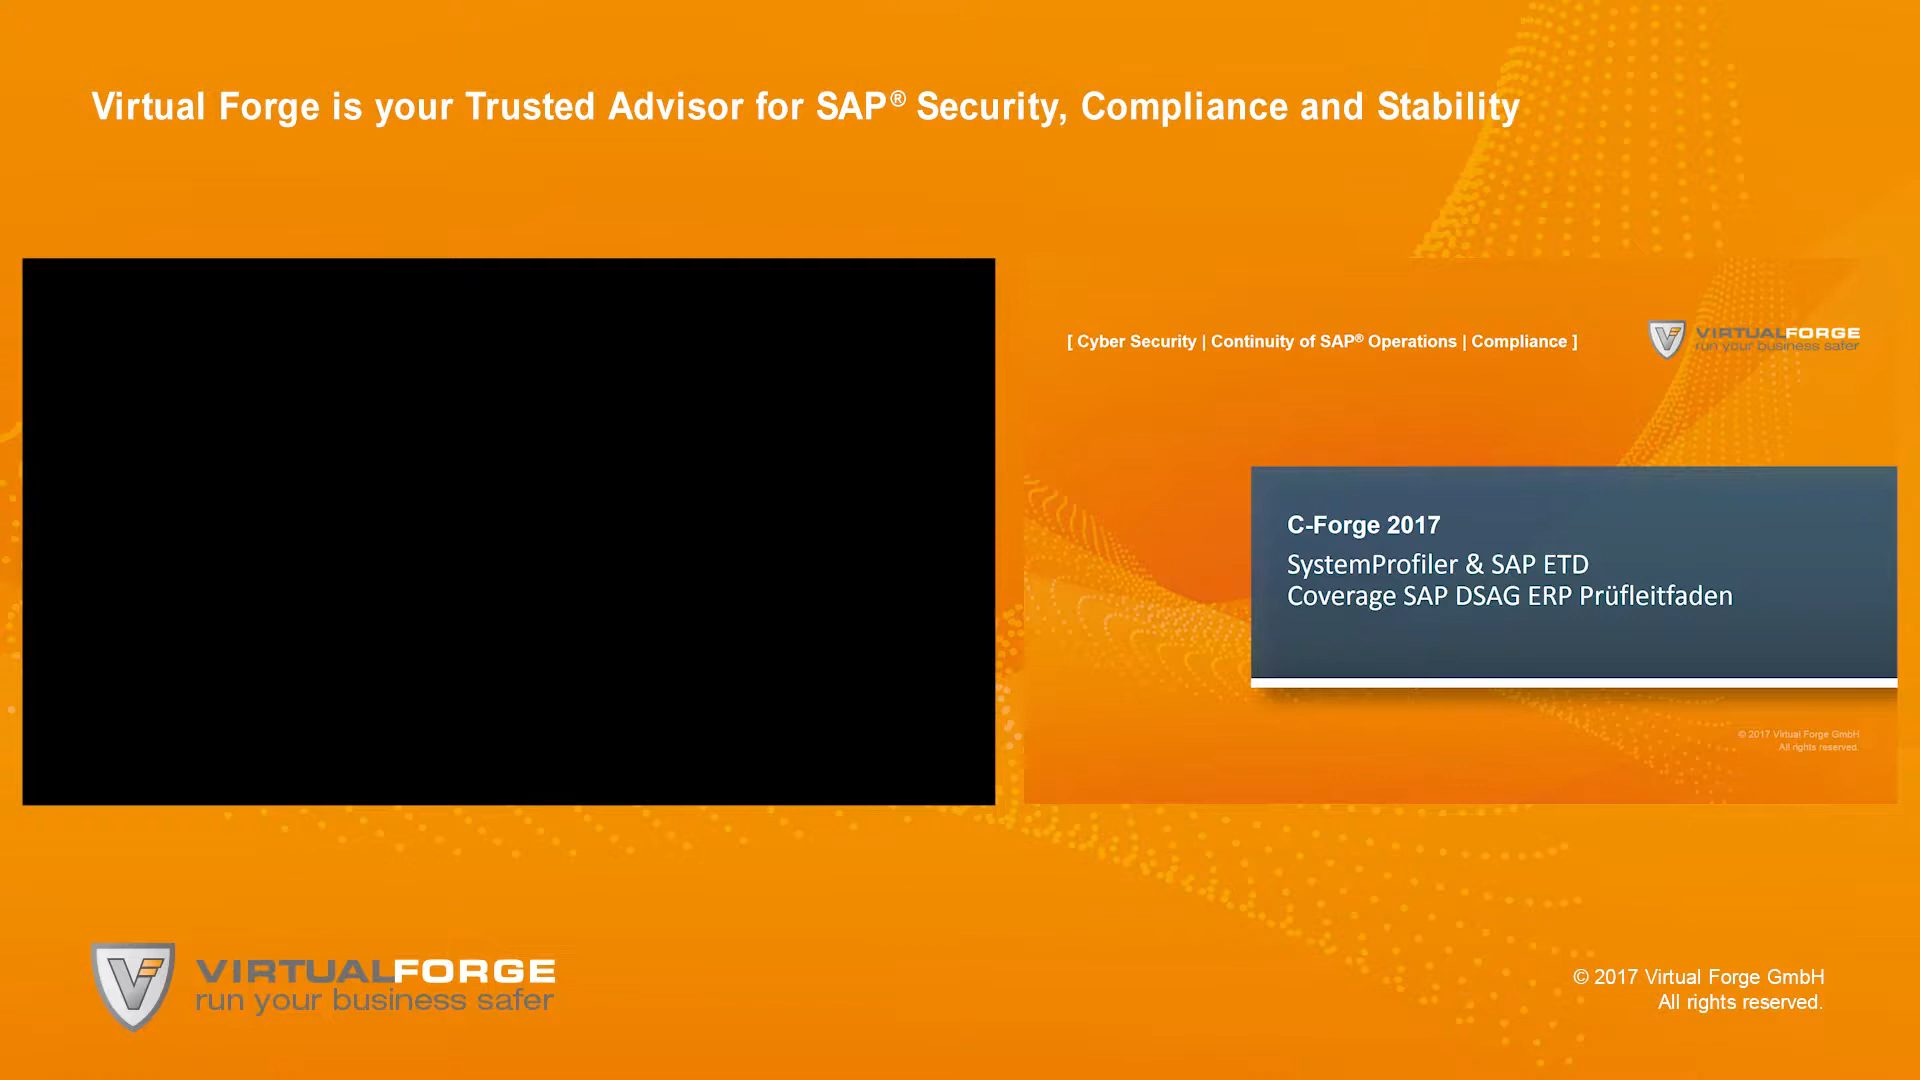 Virtual Forge is your Trusted Advisor for SAP® Security, Compliance and Stability
[ Cyber Security | Continuity of SAP® Operations | Compliance ]
VIRTUALFORGE
run your business safer
C-Forge 2017
SystemProfiler & SAP ETD
Coverage SAP DSAG ERP Prüfleitfaden
© 2017 Virtual Forge GmbH
All rights reserved.
VIRTUALFORGE
run your business safer
© 2017 Virtual Forge GmbH
All rights reserved.